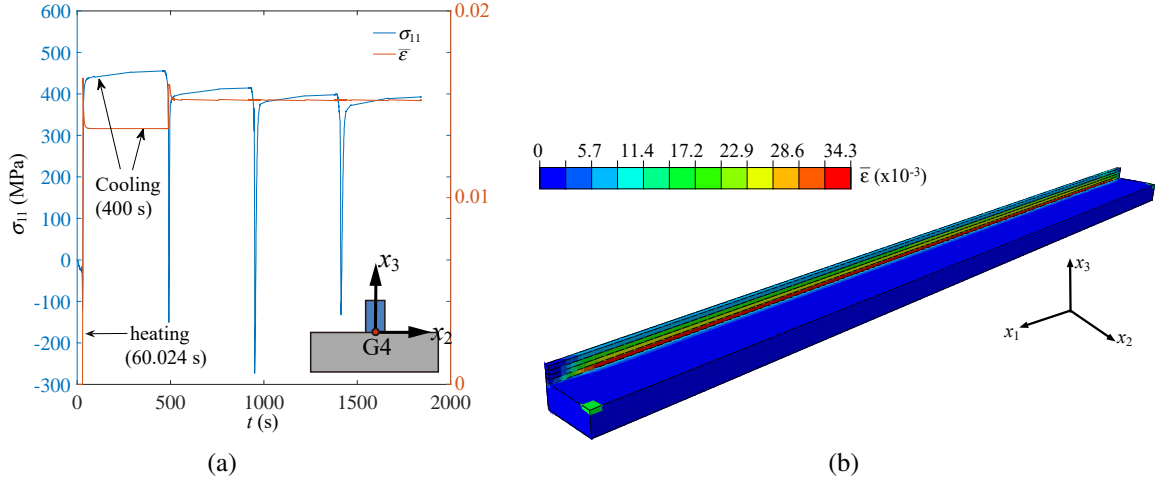 600
500
400
300
200
100
0
-100
-200
-300
σ₁₁ (MPa)
0.02
0.01
0
σ₁₁
ε̅
Cooling
(400 s)
heating
(60.024 s)
x₃
x₂
G4
0 500 1000 1500 2000
t (s)
(a)
0 5.7 11.4 17.2 22.9 28.6 34.3
ε̅ (x10⁻³)
x₃
x₁
x₂
(b)